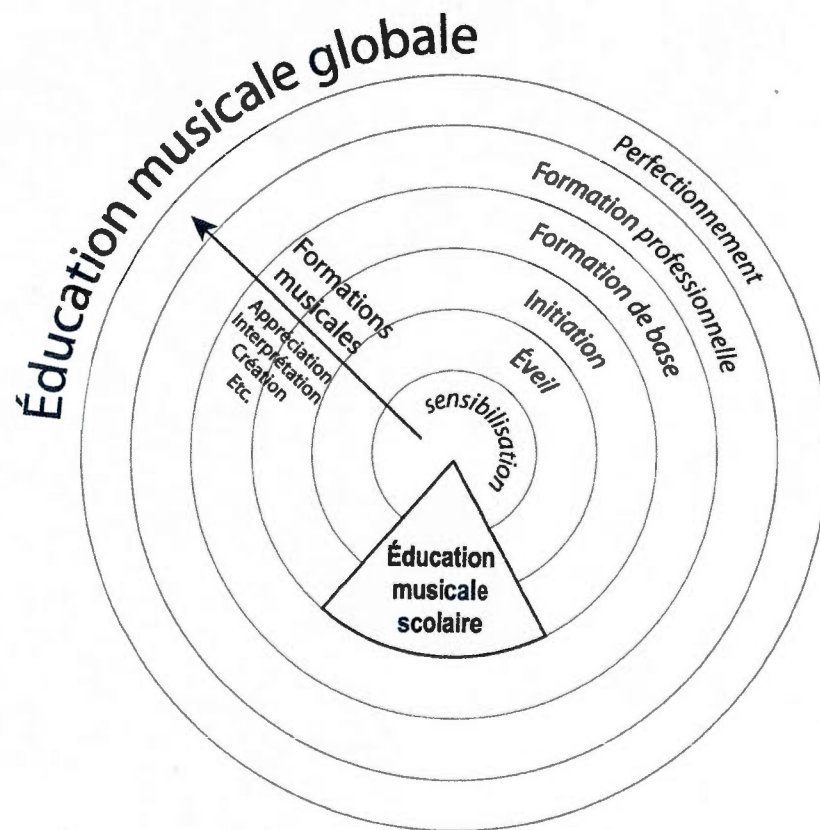 Éducation musicale globale
Perfectionnement
Formation professionnelle
Formation de base
Initiation
Éveil
sensibilisation
Formations
musicales
Appréciation
Interprétation
Création
Etc.
Éducation
musicale
scolaire